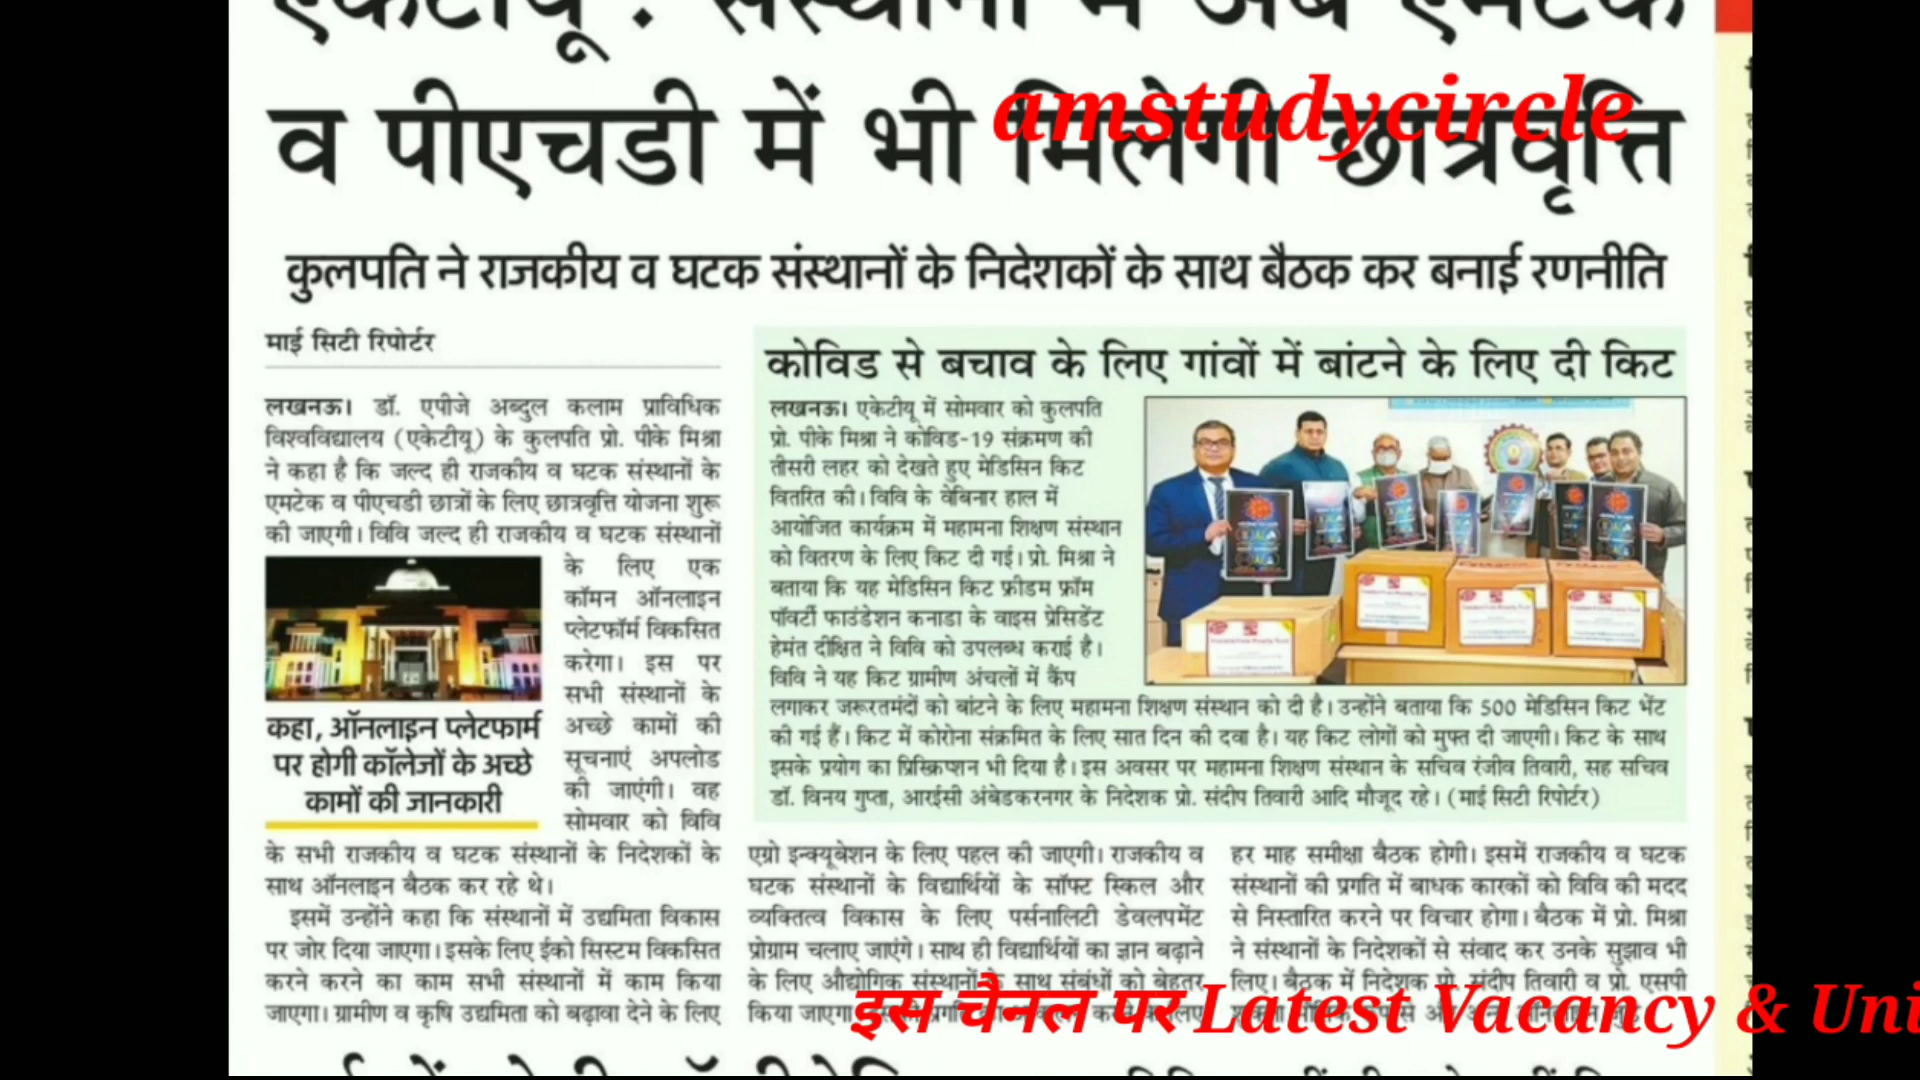 एकेटीयू : संस्थानों में अब एमटेक
व पीएचडी में भी मिलेगी छात्रवृत्ति
amstudycircle
कुलपति ने राजकीय व घटक संस्थानों के निदेशकों के साथ बैठक कर बनाई रणनीति
माई सिटी रिपोर्टर
लखनऊ। डॉ. एपीजे अब्दुल कलाम प्राविधिक
विश्वविद्यालय (एकेटीयू) के कुलपति प्रो. पीके मिश्रा
ने कहा है कि जल्द ही राजकीय व घटक संस्थानों के
एमटेक व पीएचडी छात्रों के लिए छात्रवृत्ति योजना शुरू
की जाएगी। विवि जल्द ही राजकीय व घटक संस्थानों
के लिए एक
कॉमन ऑनलाइन
प्लेटफॉर्म विकसित
करेगा। इस पर
सभी संस्थानों के
अच्छे कामों की
सूचनाएं अपलोड
की जाएंगी। वह
सोमवार को विवि
कहा, ऑनलाइन प्लेटफार्म
पर होगी कॉलेजों के अच्छे
कामों की जानकारी
के सभी राजकीय व घटक संस्थानों के निदेशकों के
साथ ऑनलाइन बैठक कर रहे थे।
इसमें उन्होंने कहा कि संस्थानों में उद्यमिता विकास
पर जोर दिया जाएगा। इसके लिए ईको सिस्टम विकसित
करने करने का काम सभी संस्थानों में काम किया
जाएगा। ग्रामीण व कृषि उद्यमिता को बढ़ावा देने के लिए
कोविड से बचाव के लिए गांवों में बांटने के लिए दी किट
लखनऊ। एकेटीयू में सोमवार को कुलपति
प्रो. पीके मिश्रा ने कोविड-19 संक्रमण की
तीसरी लहर को देखते हुए मेडिसिन किट
वितरित की। विवि के वेबिनार हाल में
आयोजित कार्यक्रम में महामना शिक्षण संस्थान
को वितरण के लिए किट दी गई। प्रो. मिश्रा ने
बताया कि यह मेडिसिन किट फ्रीडम फ्रॉम
पॉवर्टी फाउंडेशन कनाडा के वाइस प्रेसिडेंट
हेमंत दीक्षित ने विवि को उपलब्ध कराई है।
विवि ने यह किट ग्रामीण अंचलों में कैंप
लगाकर जरूरतमंदों को बांटने के लिए महामना शिक्षण संस्थान को दी है। उन्होंने बताया कि 500 मेडिसिन किट भेंट
की गई हैं। किट में कोरोना संक्रमित के लिए सात दिन की दवा है। यह किट लोगों को मुफ्त दी जाएगी। किट के साथ
इसके प्रयोग का प्रिस्क्रिप्शन भी दिया है। इस अवसर पर महामना शिक्षण संस्थान के सचिव रंजीव तिवारी, सह सचिव
डॉ. विनय गुप्ता, आरईसी अंबेडकरनगर के निदेशक प्रो. संदीप तिवारी आदि मौजूद रहे। (माई सिटी रिपोर्टर)
एग्रो इन्क्यूबेशन के लिए पहल की जाएगी। राजकीय व
घटक संस्थानों के विद्यार्थियों के सॉफ्ट स्किल और
व्यक्तित्व विकास के लिए पर्सनालिटी डेवलपमेंट
प्रोग्राम चलाए जाएंगे। साथ ही विद्यार्थियों का ज्ञान बढ़ाने
के लिए औद्योगिक संस्थानों के साथ संबंधों को बेहतर
किया जाएगा
हर माह समीक्षा बैठक होगी। इसमें राजकीय व घटक
संस्थानों की प्रगति में बाधक कारकों को विवि की मदद
से निस्तारित करने पर विचार होगा। बैठक में प्रो. मिश्रा
ने संस्थानों के निदेशकों से संवाद कर उनके सुझाव भी
लिए। बैठक में निदेशक प्रो. संदीप तिवारी व प्रो. एसपी
इस चैनल पर Latest Vacancy & Uni